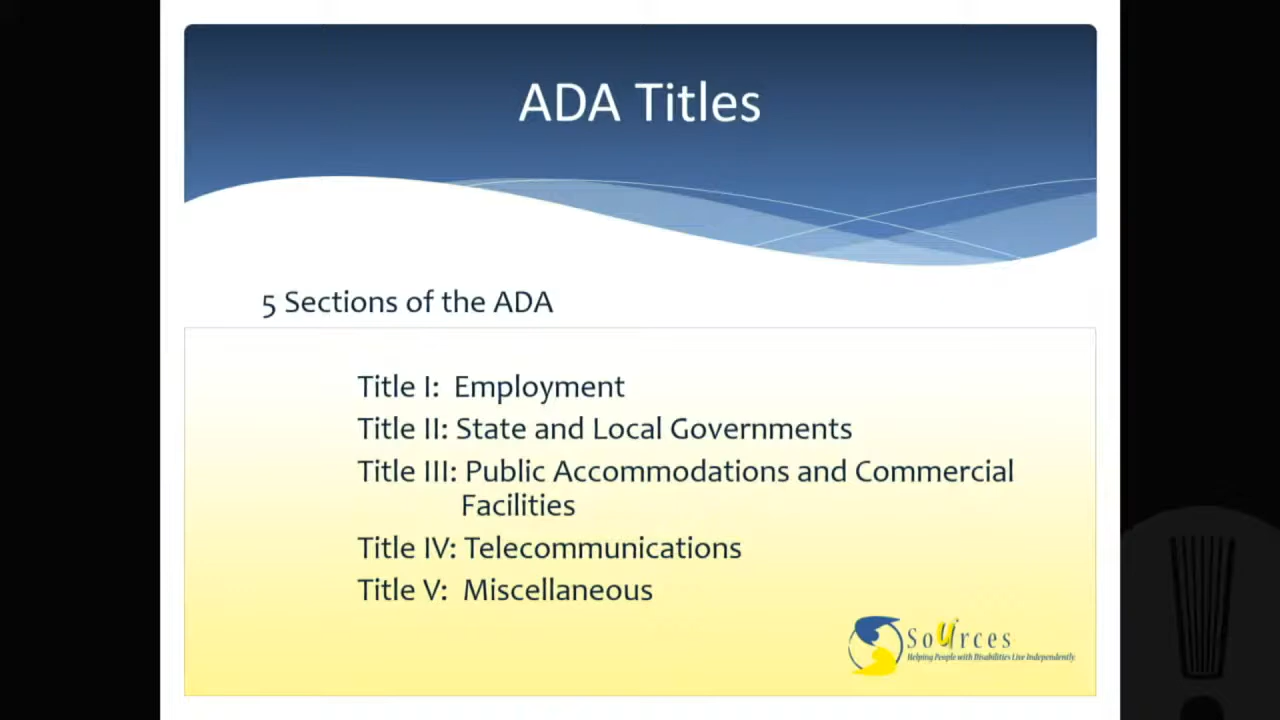 ADA Titles
5 Sections of the ADA
Title I: Employment
Title II: State and Local Governments
Title III: Public Accommodations and Commercial
Facilities
Title IV: Telecommunications
Title V: Miscellaneous
Sources
Helping People with Disabilities Live Independently